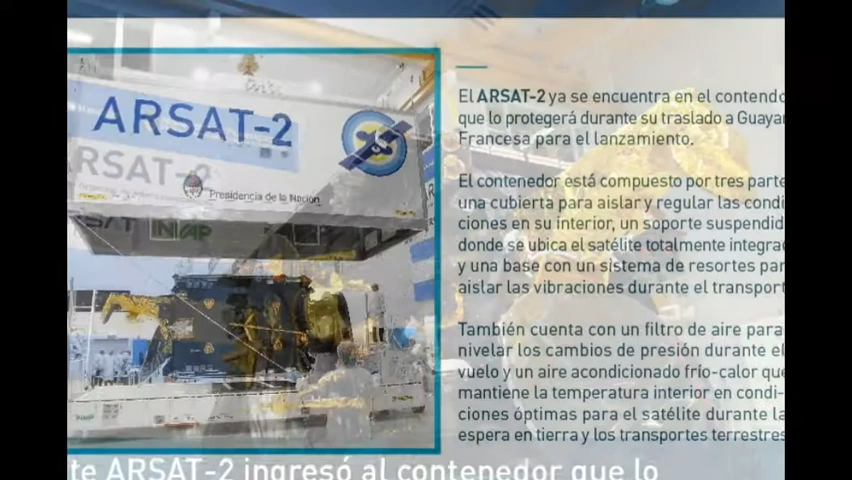 ARSAT-2
ARSAT-2
Presidencia de la Nación
INVAP
El ARSAT-2 ya se encuentra en el contenedo
que lo protegerá durante su traslado a Guayan
Francesa para el lanzamiento.
El contenedor está compuesto por tres parte
una cubierta para aislar y regular las condi
ciones en su interior, un soporte suspendid
donde se ubica el satélite totalmente integrad
y una base con un sistema de resortes par
aislar las vibraciones durante el transport
También cuenta con un filtro de aire para
nivelar los cambios de presión durante el
vuelo y un aire acondicionado frío-calor que
mantiene la temperatura interior en condi-
ciones óptimas para el satélite durante la
espera en tierra y los transportes terrestres
te ARSAT-2 ingresó al contenedor que lo